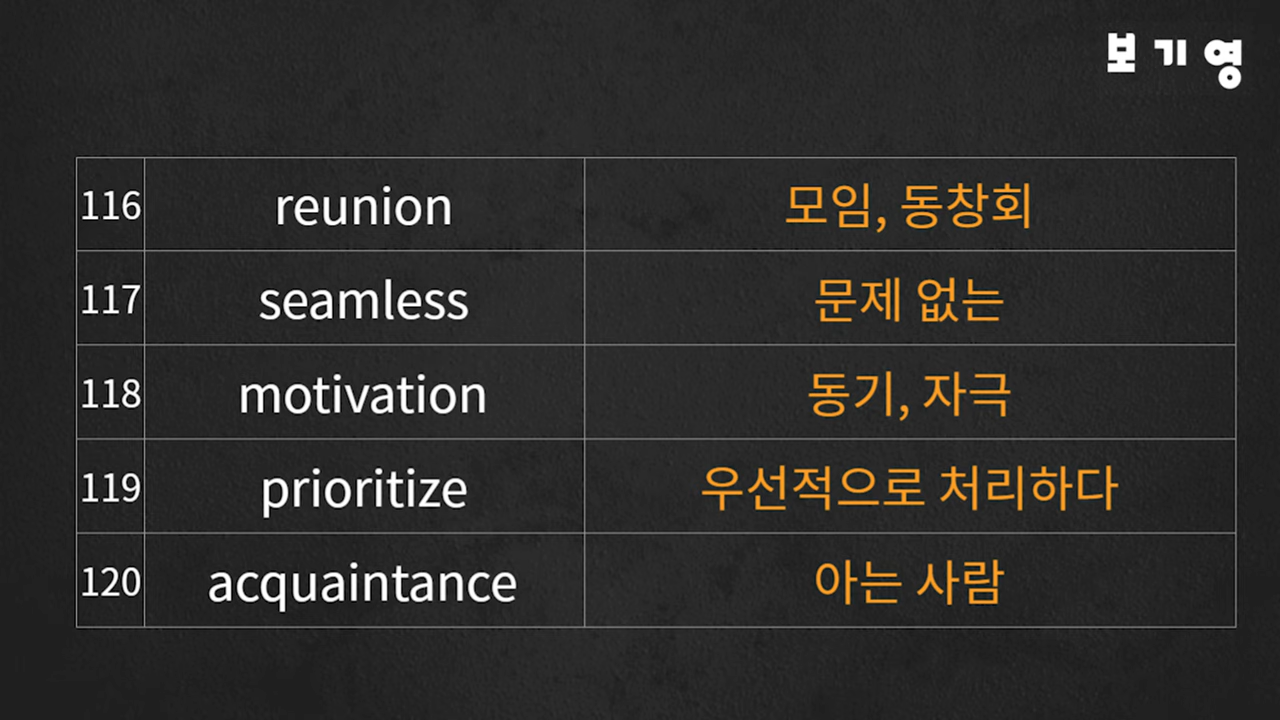 보기영
116 reunion 모임, 동창회
117 seamless 문제 없는
118 motivation 동기, 자극
119 prioritize 우선적으로 처리하다
120 acquaintance 아는 사람